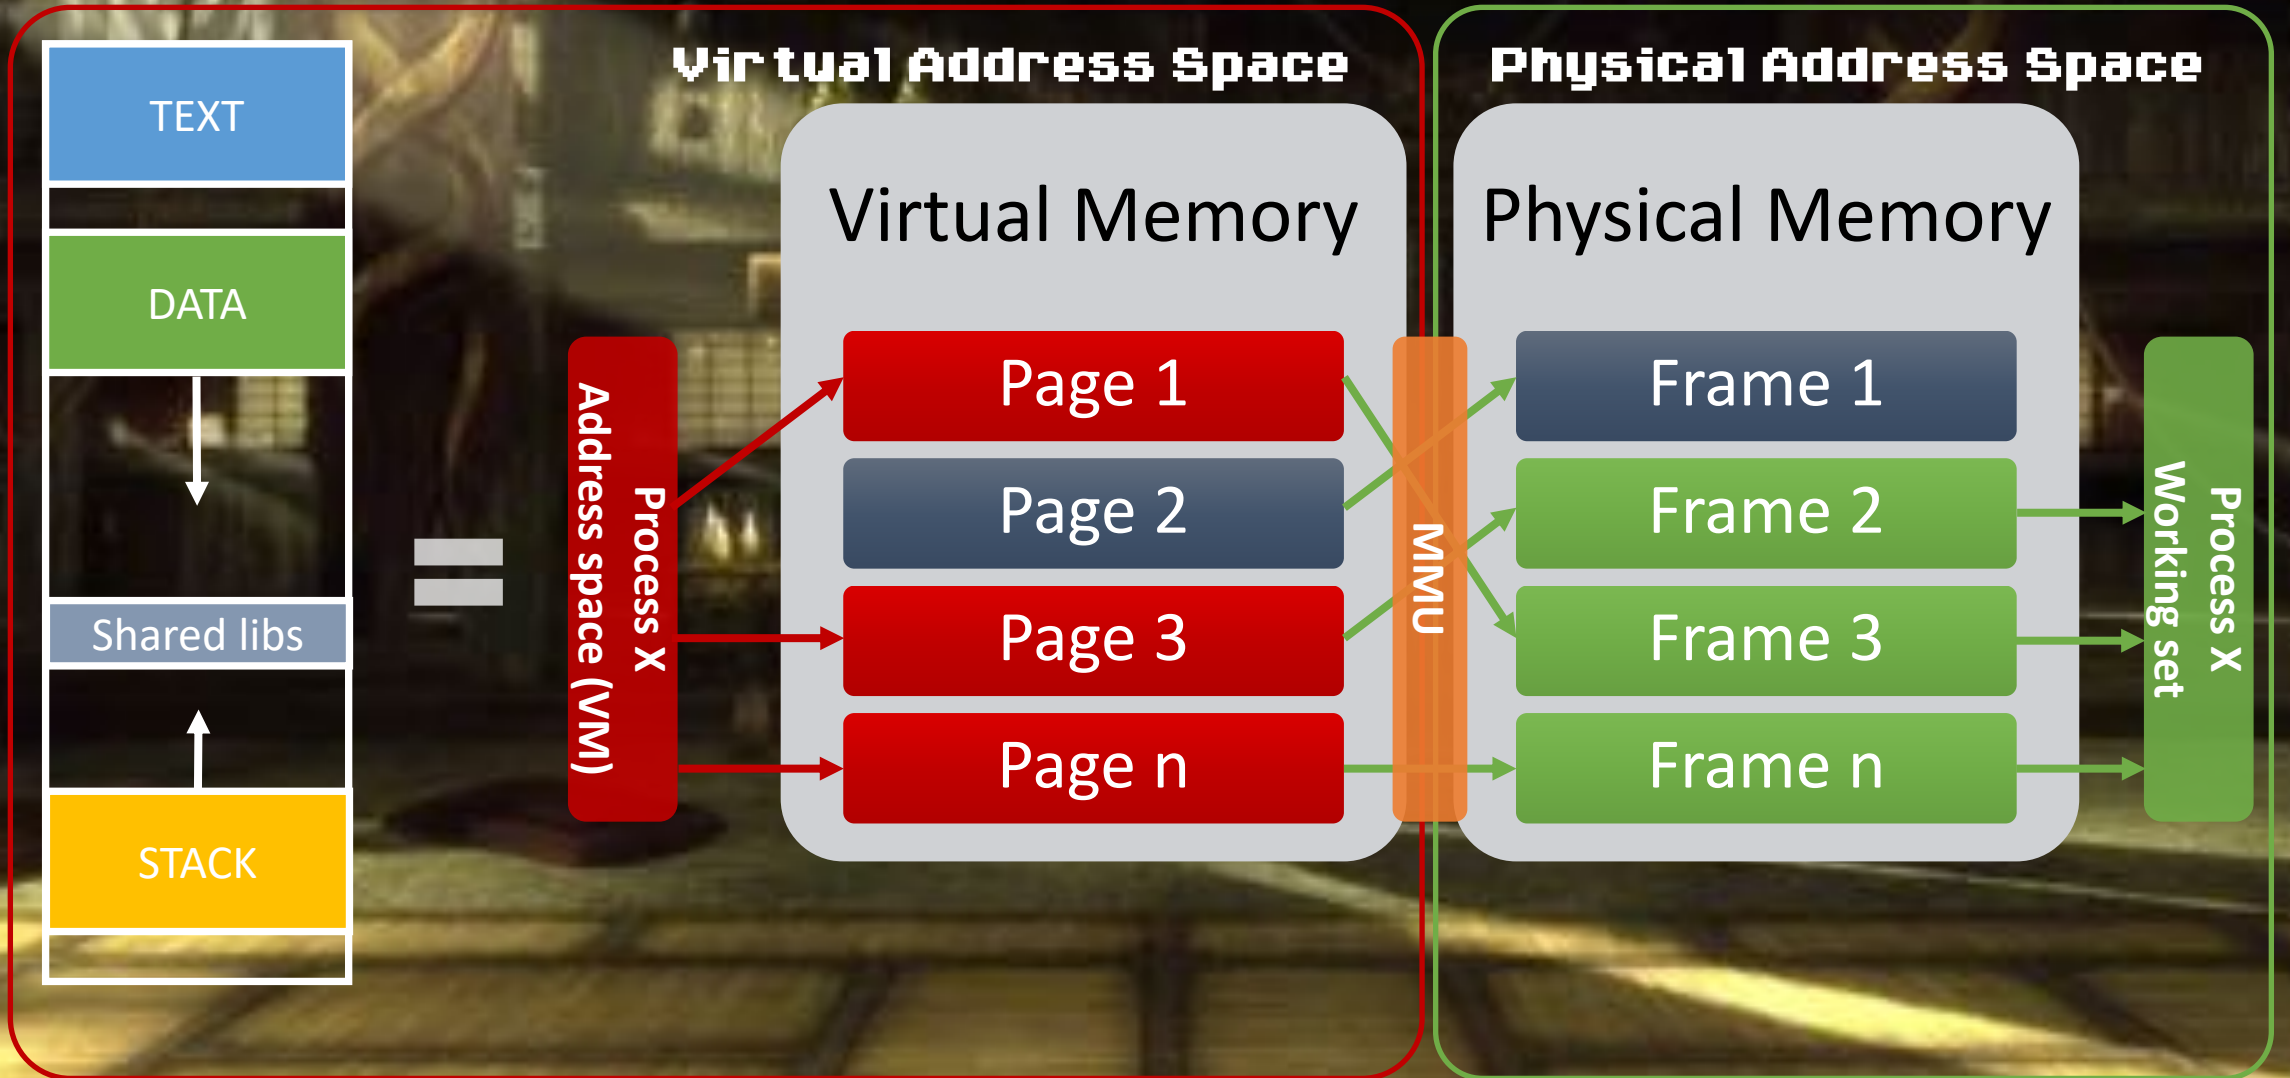 Virtual Address Space
Physical Address Space
TEXT
DATA
Shared libs
STACK
Process X
Address space (VM)
Virtual Memory
Page 1
Page 2
Page 3
Page n
MMU
Physical Memory
Frame 1
Frame 2
Frame 3
Frame n
Process X
Working set